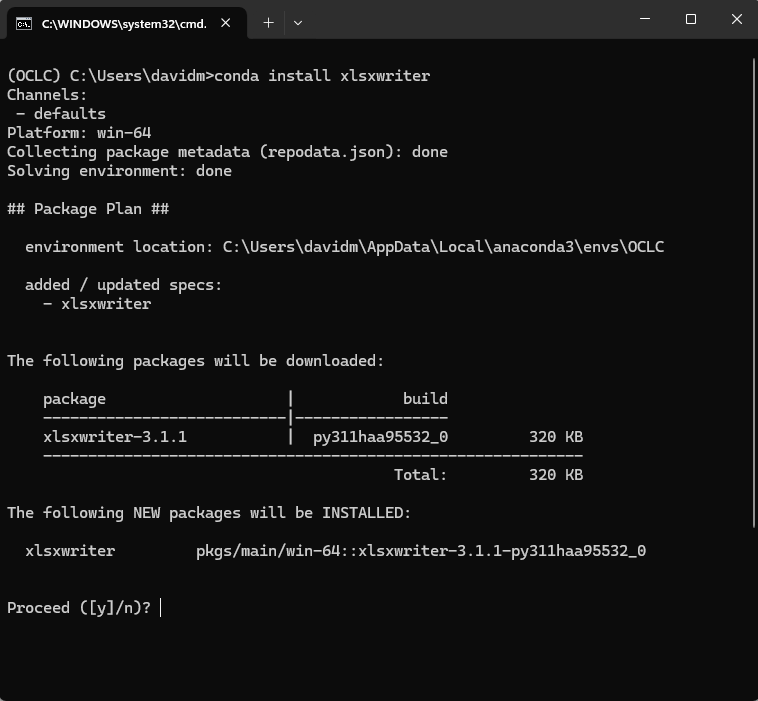 C:\WINDOWS\system32\cmd.
(OCLC) C:\Users\davidm>conda install xlsxwriter
Channels:
 - defaults
Platform: win-64
Collecting package metadata (repodata.json): done
Solving environment: done
## Package Plan ##
  environment location: C:\Users\davidm\AppData\Local\anaconda3\envs\OCLC
  added / updated specs:
    - xlsxwriter
The following packages will be downloaded:
    package                    |            build
    ---------------------------|-----------------
    xlsxwriter-3.1.1           |  py311haa95532_0         320 KB
    ------------------------------------------------------------
                                           Total:         320 KB
The following NEW packages will be INSTALLED:
  xlsxwriter         pkgs/main/win-64::xlsxwriter-3.1.1-py311haa95532_0
Proceed ([y]/n)?